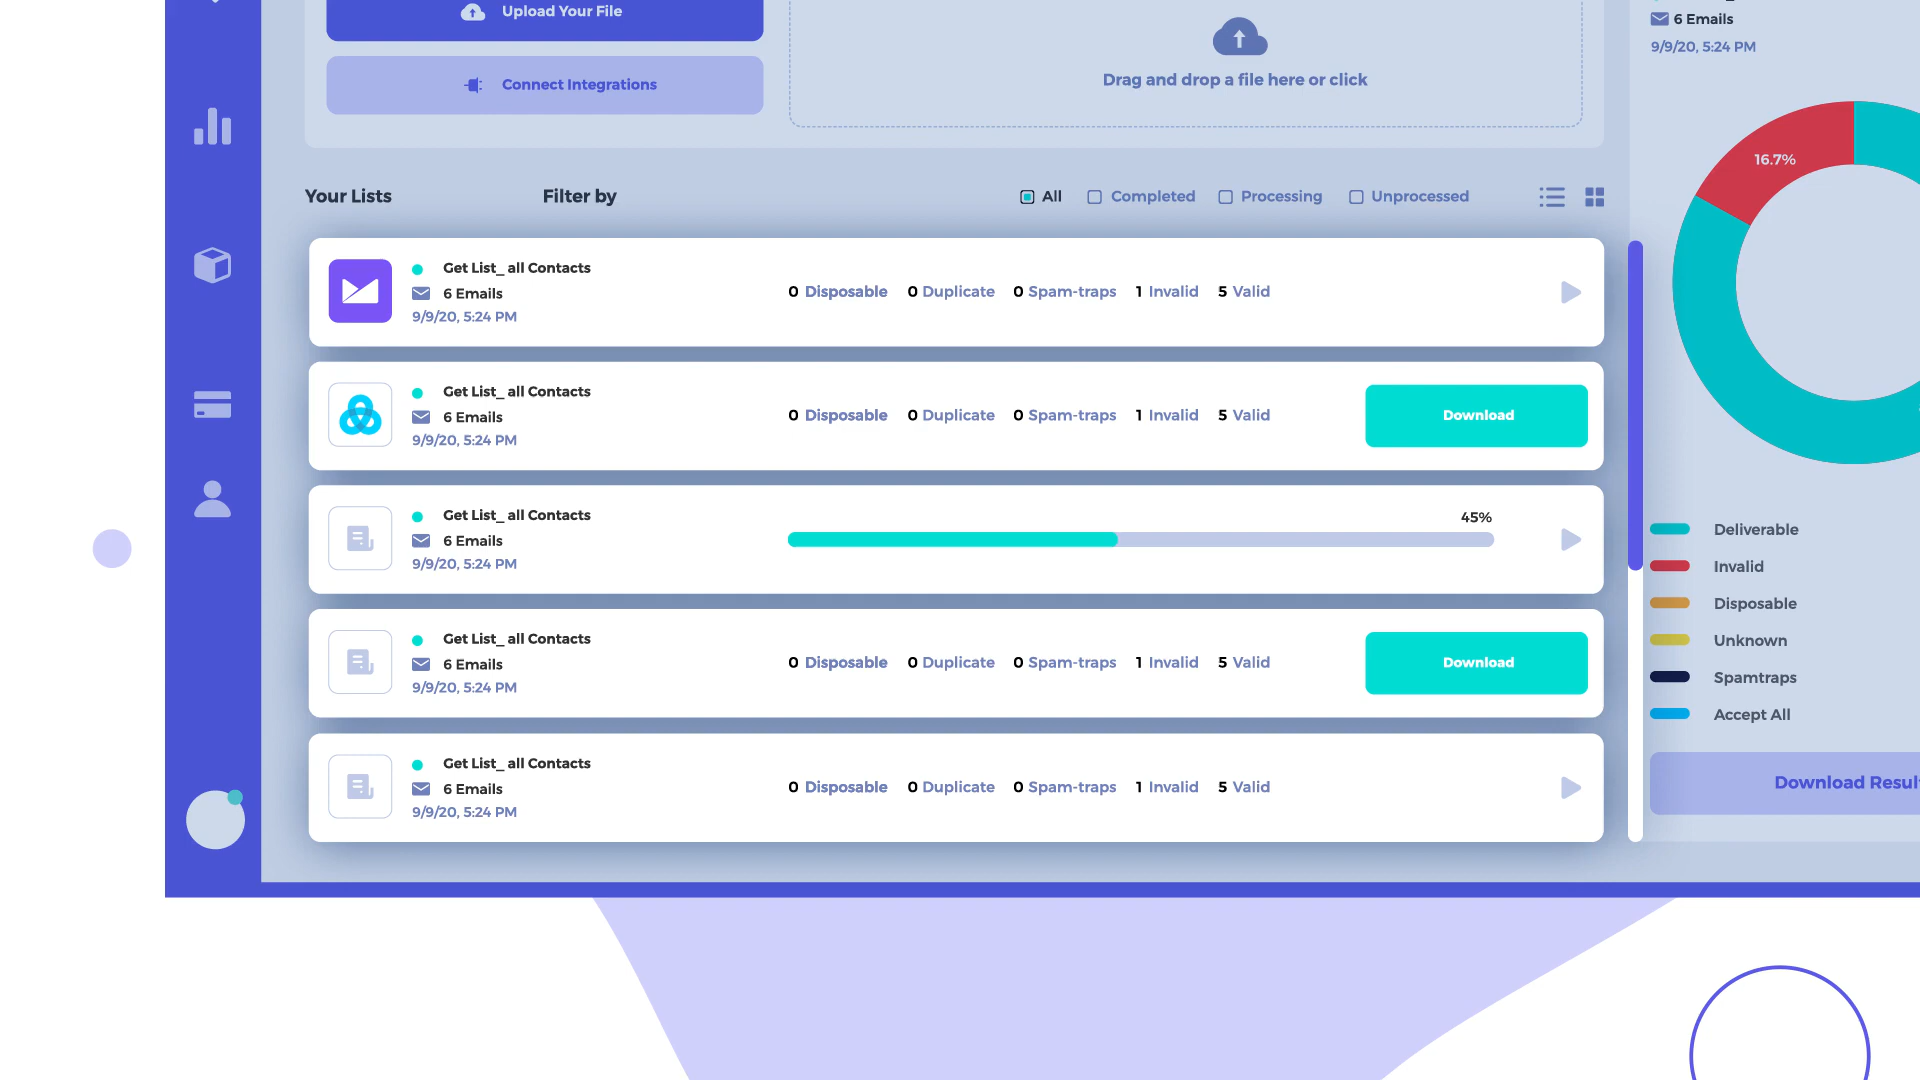 Upload Your File
Connect Integrations
Drag and drop a file here or click
6 Emails
9/9/20, 5:24 PM
16.7%
Your Lists
Filter by
All
Completed
Processing
Unprocessed
Get List_ all Contacts
6 Emails
9/9/20, 5:24 PM
0 Disposable 0 Duplicate 0 Spam-traps 1 Invalid 5 Valid
Get List_ all Contacts
6 Emails
9/9/20, 5:24 PM
0 Disposable 0 Duplicate 0 Spam-traps 1 Invalid 5 Valid
Download
Get List_ all Contacts
6 Emails
9/9/20, 5:24 PM
45%
Get List_ all Contacts
6 Emails
9/9/20, 5:24 PM
0 Disposable 0 Duplicate 0 Spam-traps 1 Invalid 5 Valid
Download
Get List_ all Contacts
6 Emails
9/9/20, 5:24 PM
0 Disposable 0 Duplicate 0 Spam-traps 1 Invalid 5 Valid
Deliverable
Invalid
Disposable
Unknown
Spamtraps
Accept All
Download